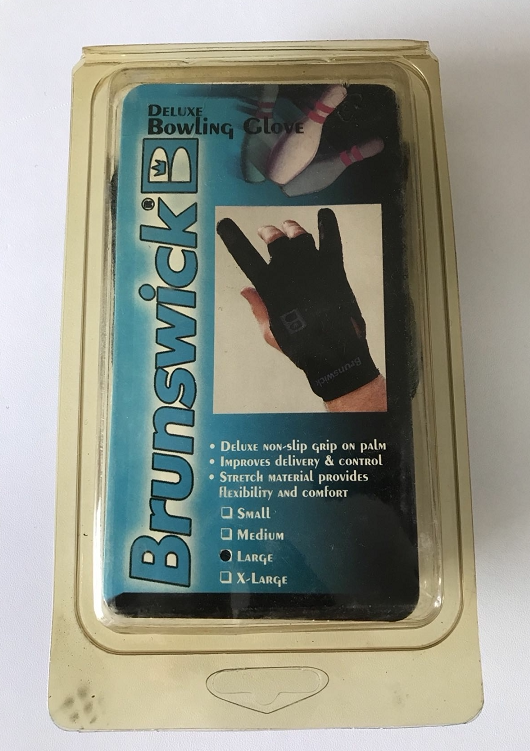 Deluxe
Bowling Glove
Brunswick®
B
B
Brunswick
• Deluxe non-slip grip on palm
• Improves delivery & control
• Stretch material provides
flexibility and comfort
❑ Small
❑ Medium
● Large
❑ X-Large